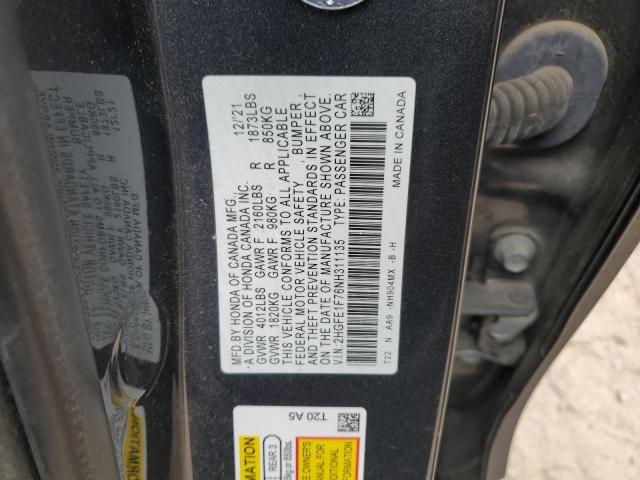 MFD.BY HONDA OF CANADA MFG., 12/21
*A DIVISION OF HONDA CANADA INC.
GVWR 4012LBS GAWR F 2160LBS R 1873LBS
GVWR 1820KG GAWR F 980KG R 850KG
THIS VEHICLE CONFORMS TO ALL APPLICABLE
FEDERAL MOTOR VEHICLE SAFETY, BUMPER,
AND THEFT PREVENTION STANDARDS IN EFFECT
ON THE DATE OF MANUFACTURE SHOWN ABOVE.
V.I.N.:2HGFE1F76NH311135 TYPE: PASSENGER CAR
T22 N AA9 -NH904MX -B -H MADE IN CANADA
T20 A5
REAR 3